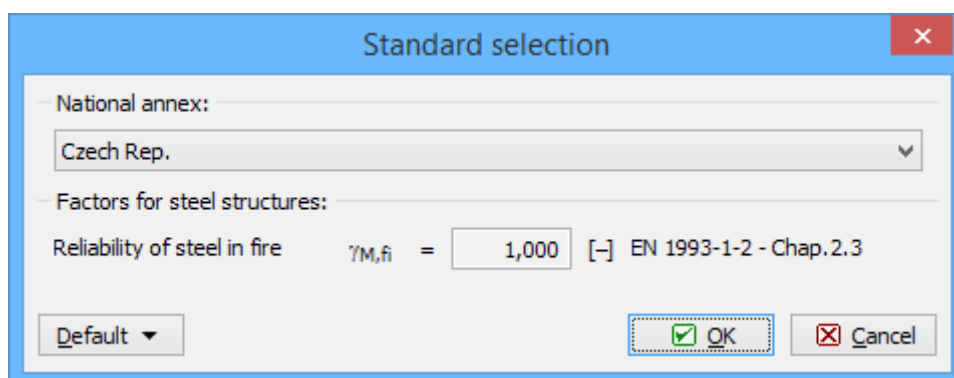 Standard selection
National annex:
Czech Rep.
Factors for steel structures:
Reliability of steel in fire γM,fi = 1,000 [–] EN 1993-1-2 - Chap.2.3
Default OK Cancel